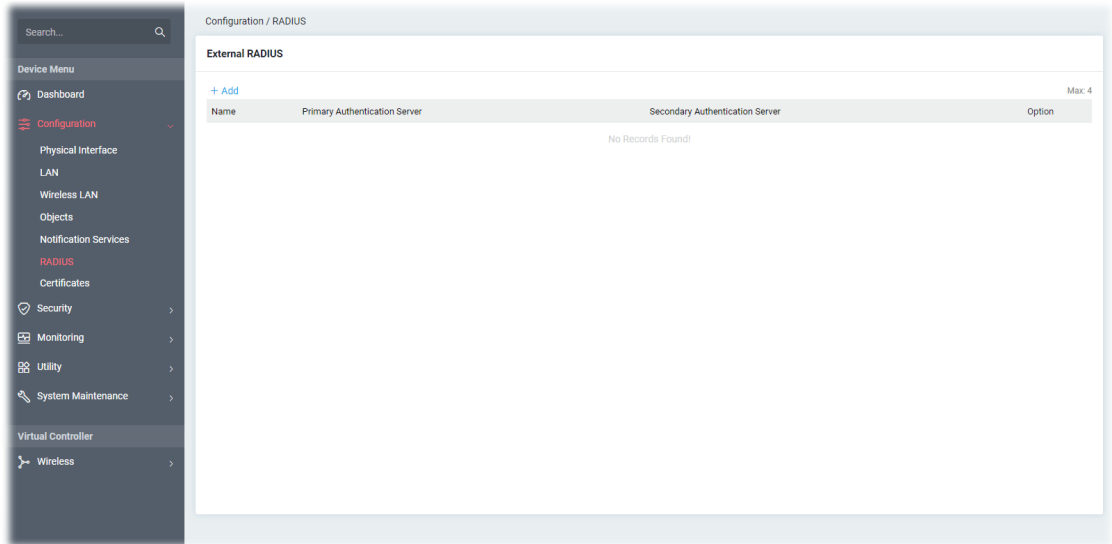 Search...
Device Menu
Dashboard
Configuration
Physical Interface
LAN
Wireless LAN
Objects
Notification Services
RADIUS
Certificates
Security
Monitoring
Utility
System Maintenance
Virtual Controller
Wireless
Configuration / RADIUS
External RADIUS
+ Add Max: 4
Name Primary Authentication Server Secondary Authentication Server Option
No Records Found!